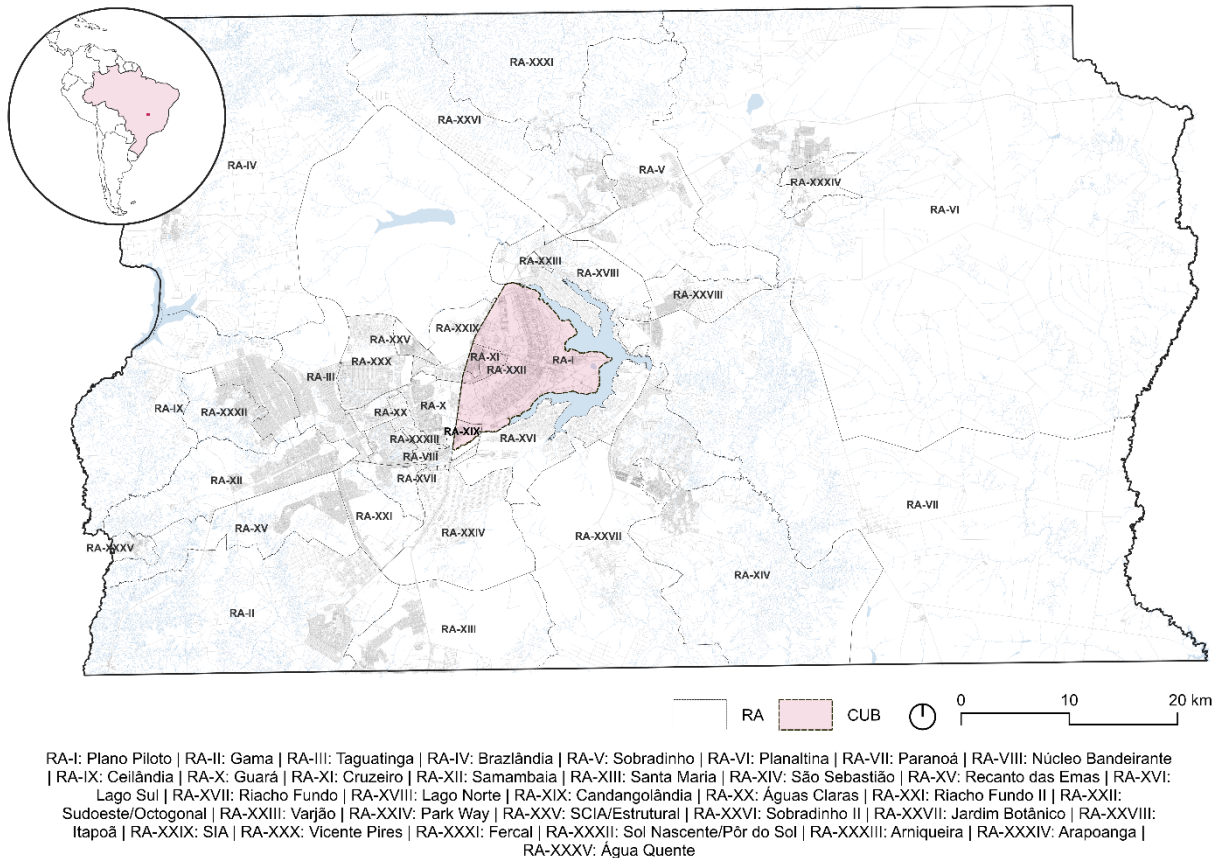 RA-XXXI
RA-XXVI
RA-IV
RA-V
RA-XXXIV
RA-VI
RA-XXIII
RA-XVIII
RA-XXVIII
RA-XXIX
RA-XXV
RA-XI
RA-I
RA-XXX
RA-XXII
RA-III
RA-IX
RA-XXXII
RA-XX
RA-X
RA-XIX
RA-XXXIII
RA-XVI
RA-VIII
RA-XII
RA-XVII
RA-VII
RA-XV
RA-XXI
RA-XXIV
RA-XXVII
RA-XXXV
RA-XIV
RA-II
RA-XIII
RA CUB 0 10 20 km
RA-I: Plano Piloto | RA-II: Gama | RA-III: Taguatinga | RA-IV: Brazlândia | RA-V: Sobradinho | RA-VI: Planaltina | RA-VII: Paranoá | RA-VIII: Núcleo Bandeirante
| RA-IX: Ceilândia | RA-X: Guará | RA-XI: Cruzeiro | RA-XII: Samambaia | RA-XIII: Santa Maria | RA-XIV: São Sebastião | RA-XV: Recanto das Emas | RA-XVI:
Lago Sul | RA-XVII: Riacho Fundo | RA-XVIII: Lago Norte | RA-XIX: Candangolândia | RA-XX: Águas Claras | RA-XXI: Riacho Fundo II | RA-XXII:
Sudoeste/Octogonal | RA-XXIII: Varjão | RA-XXIV: Park Way | RA-XXV: SCIA/Estrutural | RA-XXVI: Sobradinho II | RA-XXVII: Jardim Botânico | RA-XXVIII:
Itapoã | RA-XXIX: SIA | RA-XXX: Vicente Pires | RA-XXXI: Fercal | RA-XXXII: Sol Nascente/Pôr do Sol | RA-XXXIII: Arniqueira | RA-XXXIV: Arapoanga |
RA-XXXV: Água Quente